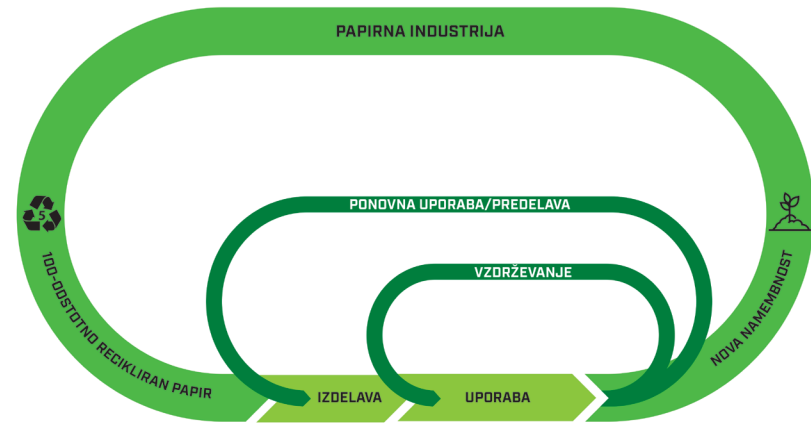 PAPIRNA INDUSTRIJA
PONOVNA UPORABA/PREDELAVA
VZDRŽEVANJE
5
100-ODSTOTNO RECIKLIRAN PAPIR
NOVA NAMEMBNOST
IZDELAVA
UPORABA